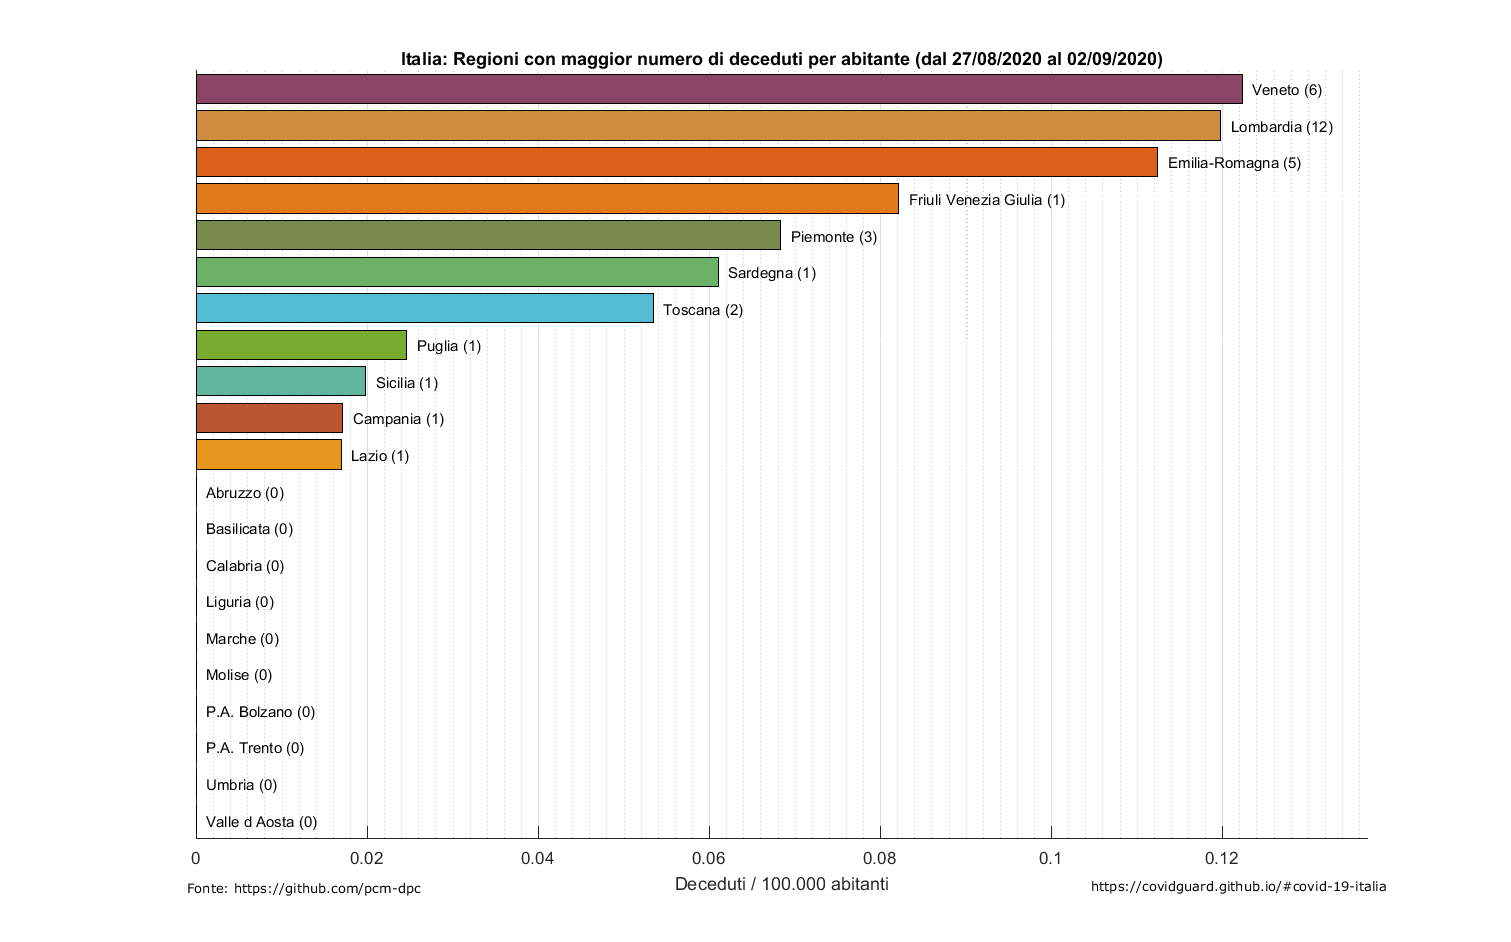 Italia: Regioni con maggior numero di deceduti per abitante (dal 27/08/2020 al 02/09/2020)
Veneto (6)
Lombardia (12)
Emilia-Romagna (5)
Friuli Venezia Giulia (1)
Piemonte (3)
Sardegna (1)
Toscana (2)
Puglia (1)
Sicilia (1)
Campania (1)
Lazio (1)
Abruzzo (0)
Basilicata (0)
Calabria (0)
Liguria (0)
Marche (0)
Molise (0)
P.A. Bolzano (0)
P.A. Trento (0)
Umbria (0)
Valle d Aosta (0)
0 0.02 0.04 0.06 0.08 0.1 0.12
Deceduti / 100.000 abitanti
Fonte: https://github.com/pcm-dpc
https://covidguard.github.io/#covid-19-italia